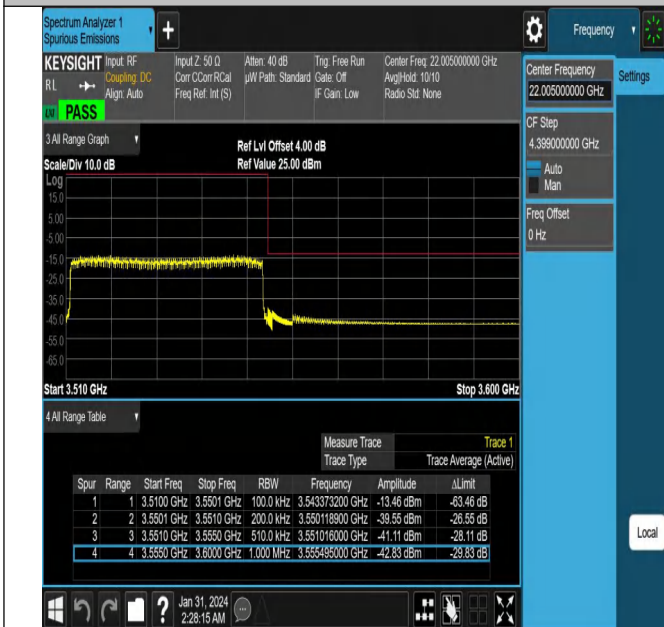 Spectrum Analyzer 1
Spurious Emissions
+
Frequency
KEYSIGHT
RL
PASS
Input: RF
Coupling: DC
Align: Auto
Input Z: 50 Ω
Corr CCorr RCal
Freq Ref: Int (S)
Atten: 40 dB
µW Path: Standard
Trig: Free Run
Gate: Off
IF Gain: Low
Center Freq: 22.005000000 GHz
Avg|Hold: 10/10
Radio Std: None
Center Frequency
22.005000000 GHz
Settings
CF Step
4.399000000 GHz
Auto
Man
Freq Offset
0 Hz
3 All Range Graph
Scale/Div 10.0 dB
Ref Lvl Offset 4.00 dB
Ref Value 25.00 dBm
Log
15.0
5.00
-5.00
-15.0
-25.0
-35.0
-45.0
-55.0
-65.0
Start 3.510 GHz
Stop 3.600 GHz
4 All Range Table
Measure Trace Trace 1
Trace Type Trace Average (Active)
Spur Range Start Freq Stop Freq RBW Frequency Amplitude ΔLimit
1 1 3.5100 GHz 3.5501 GHz 100.0 kHz 3.543373200 GHz -13.46 dBm -63.46 dB
2 2 3.5501 GHz 3.5510 GHz 200.0 kHz 3.550118900 GHz -39.55 dBm -26.55 dB
3 3 3.5510 GHz 3.5550 GHz 510.0 kHz 3.551016000 GHz -41.11 dBm -28.11 dB
4 4 3.5550 GHz 3.6000 GHz 1.000 MHz 3.555495000 GHz -42.83 dBm -29.83 dB
Local
?
Jan 31, 2024
2:28:15 AM